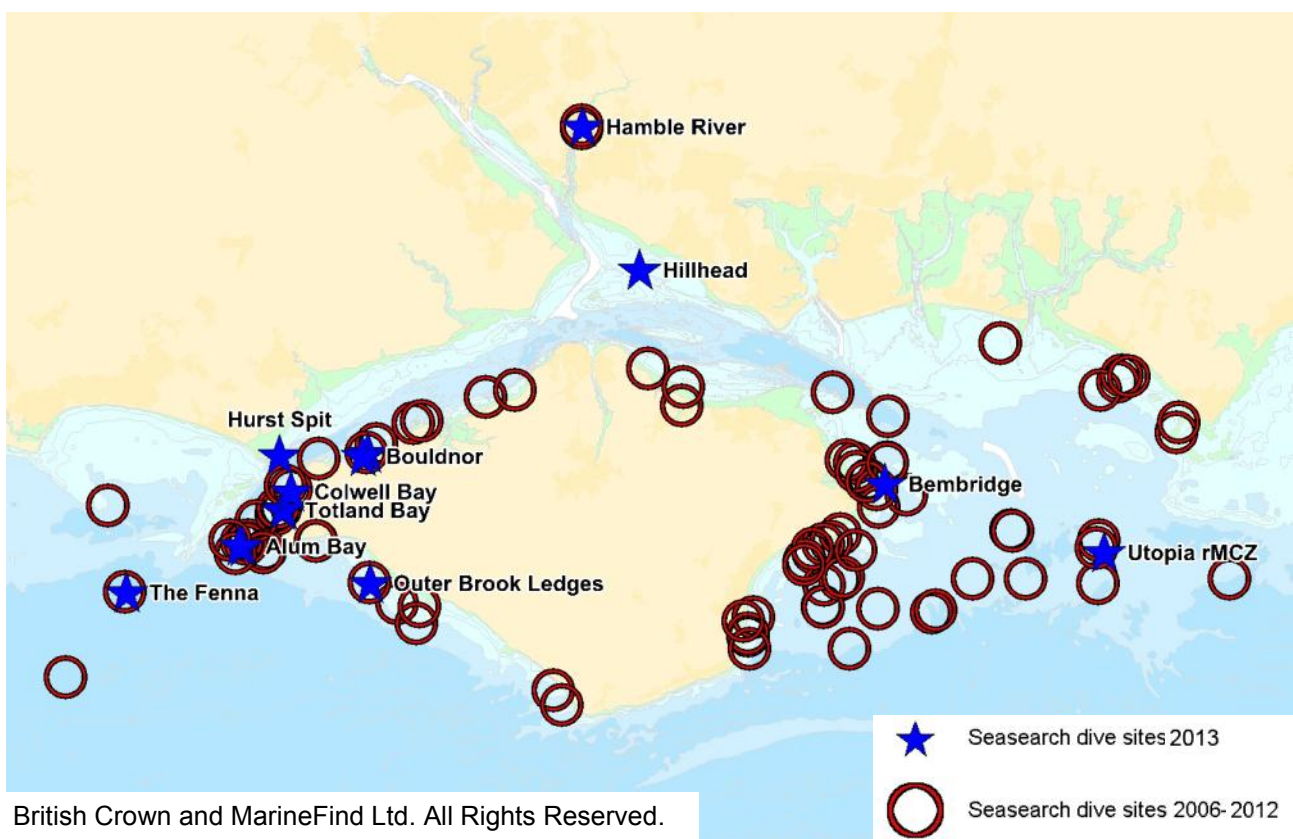 Hamble River
Hillhead
Hurst Spit
Bouldnor
Colwell Bay
Totland Bay
Bembridge
Alum Bay
Utopia rMCZ
Outer Brook Ledges
The Fenna
Seasearch dive sites 2013
Seasearch dive sites 2006-2012
British Crown and MarineFind Ltd. All Rights Reserved.